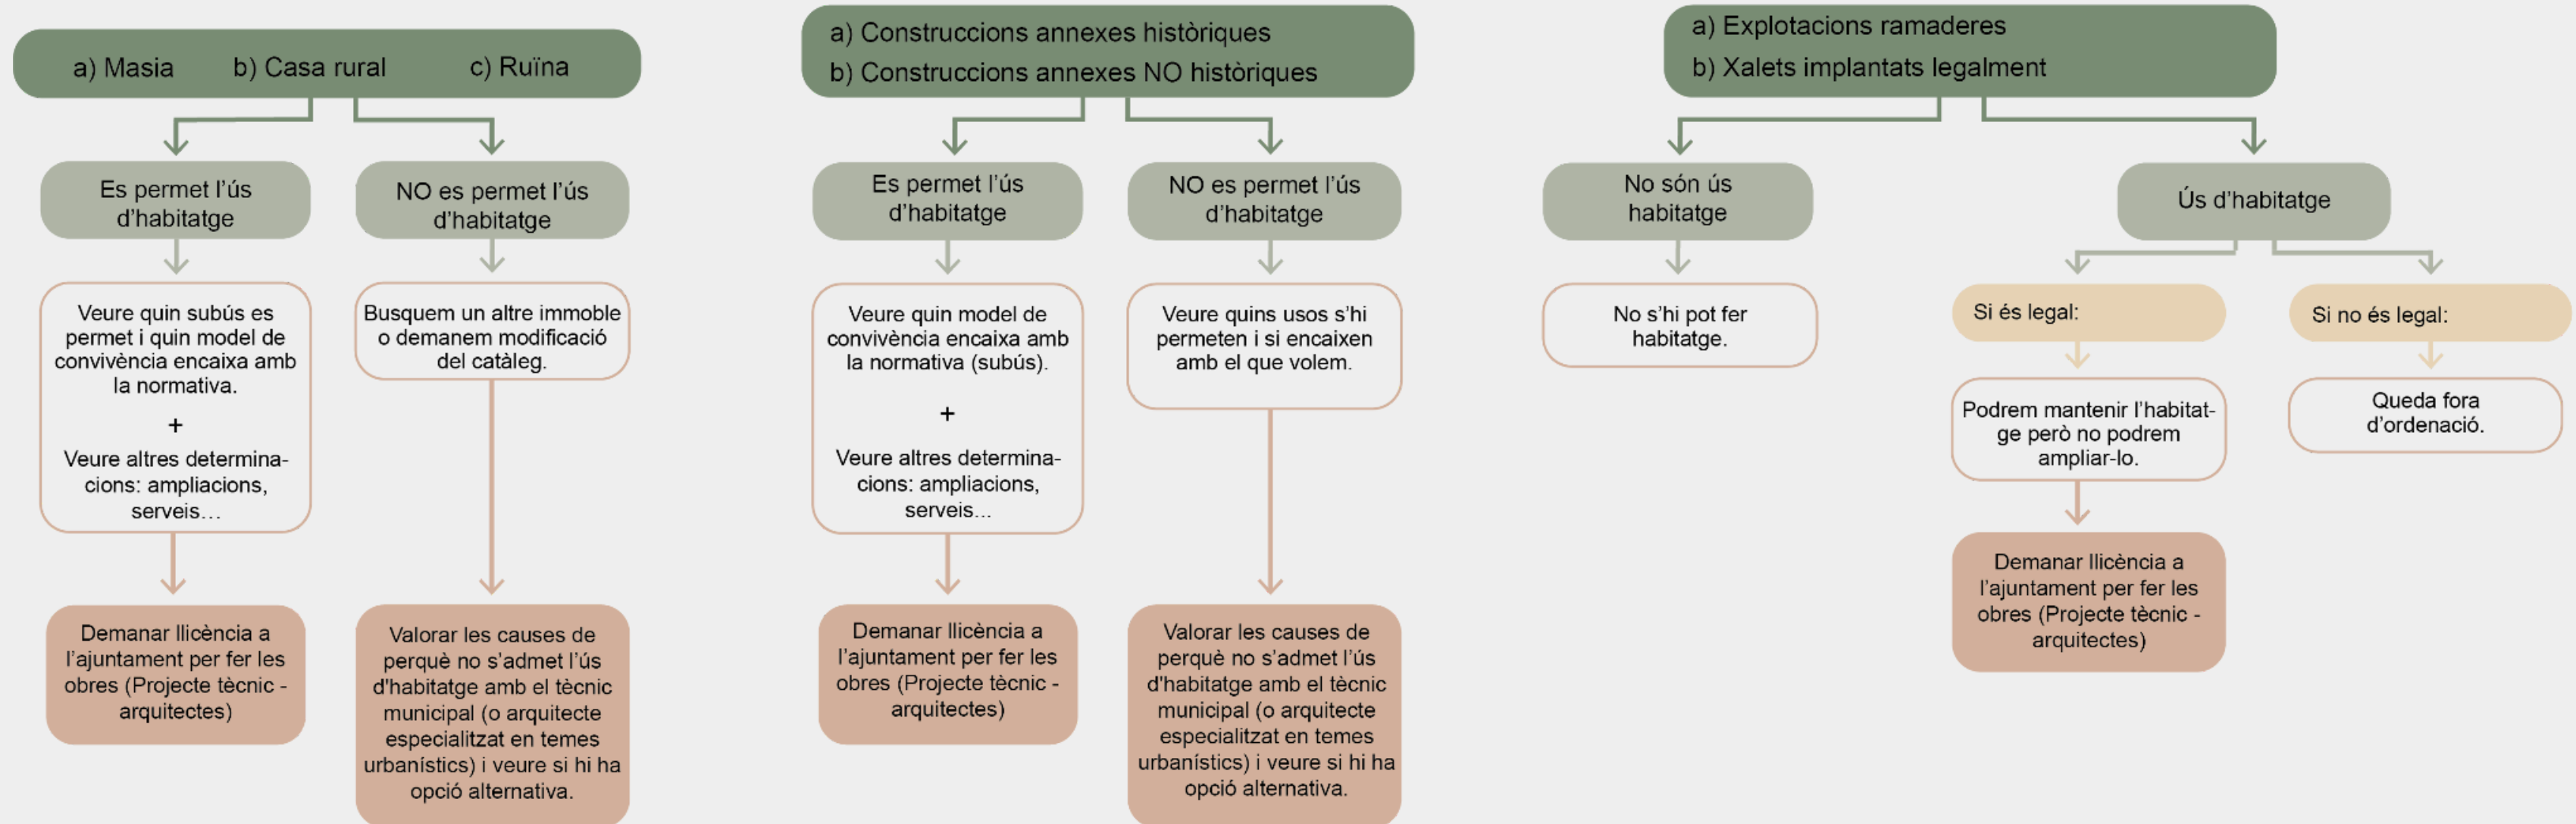 a) Masia b) Casa rural c) Ruïna
Es permet l’ús
d’habitatge
NO es permet l’ús
d’habitatge
Veure quin subús es
permet i quin model de
convivència encaixa amb
la normativa.
+
Veure altres determina-
cions: ampliacions,
serveis…
Busquem un altre immoble
o demanem modificació
del catàleg.
Demanar llicència a
l’ajuntament per fer les
obres (Projecte tècnic -
arquitectes)
Valorar les causes de
perquè no s’admet l’ús
d'habitatge amb el tècnic
municipal (o arquitecte
especialitzat en temes
urbanístics) i veure si hi ha
opció alternativa.
a) Construccions annexes històriques
b) Construccions annexes NO històriques
Es permet l’ús
d’habitatge
NO es permet l’ús
d’habitatge
Veure quin model de
convivència encaixa amb
la normativa (subús).
+
Veure altres determina-
cions: ampliacions,
serveis...
Veure quins usos s’hi
permeten i si encaixen
amb el que volem.
Demanar llicència a
l’ajuntament per fer les
obres (Projecte tècnic -
arquitectes)
Valorar les causes de
perquè no s’admet l’ús
d'habitatge amb el tècnic
municipal (o arquitecte
especialitzat en temes
urbanístics) i veure si hi ha
opció alternativa.
a) Explotacions ramaderes
b) Xalets implantats legalment
No són ús
habitatge
Ús d’habitatge
No s’hi pot fer
habitatge.
Si és legal:
Si no és legal:
Podrem mantenir l’habitat-
ge però no podrem
ampliar-lo.
Queda fora
d’ordenació.
Demanar llicència a
l’ajuntament per fer les
obres (Projecte tècnic -
arquitectes)